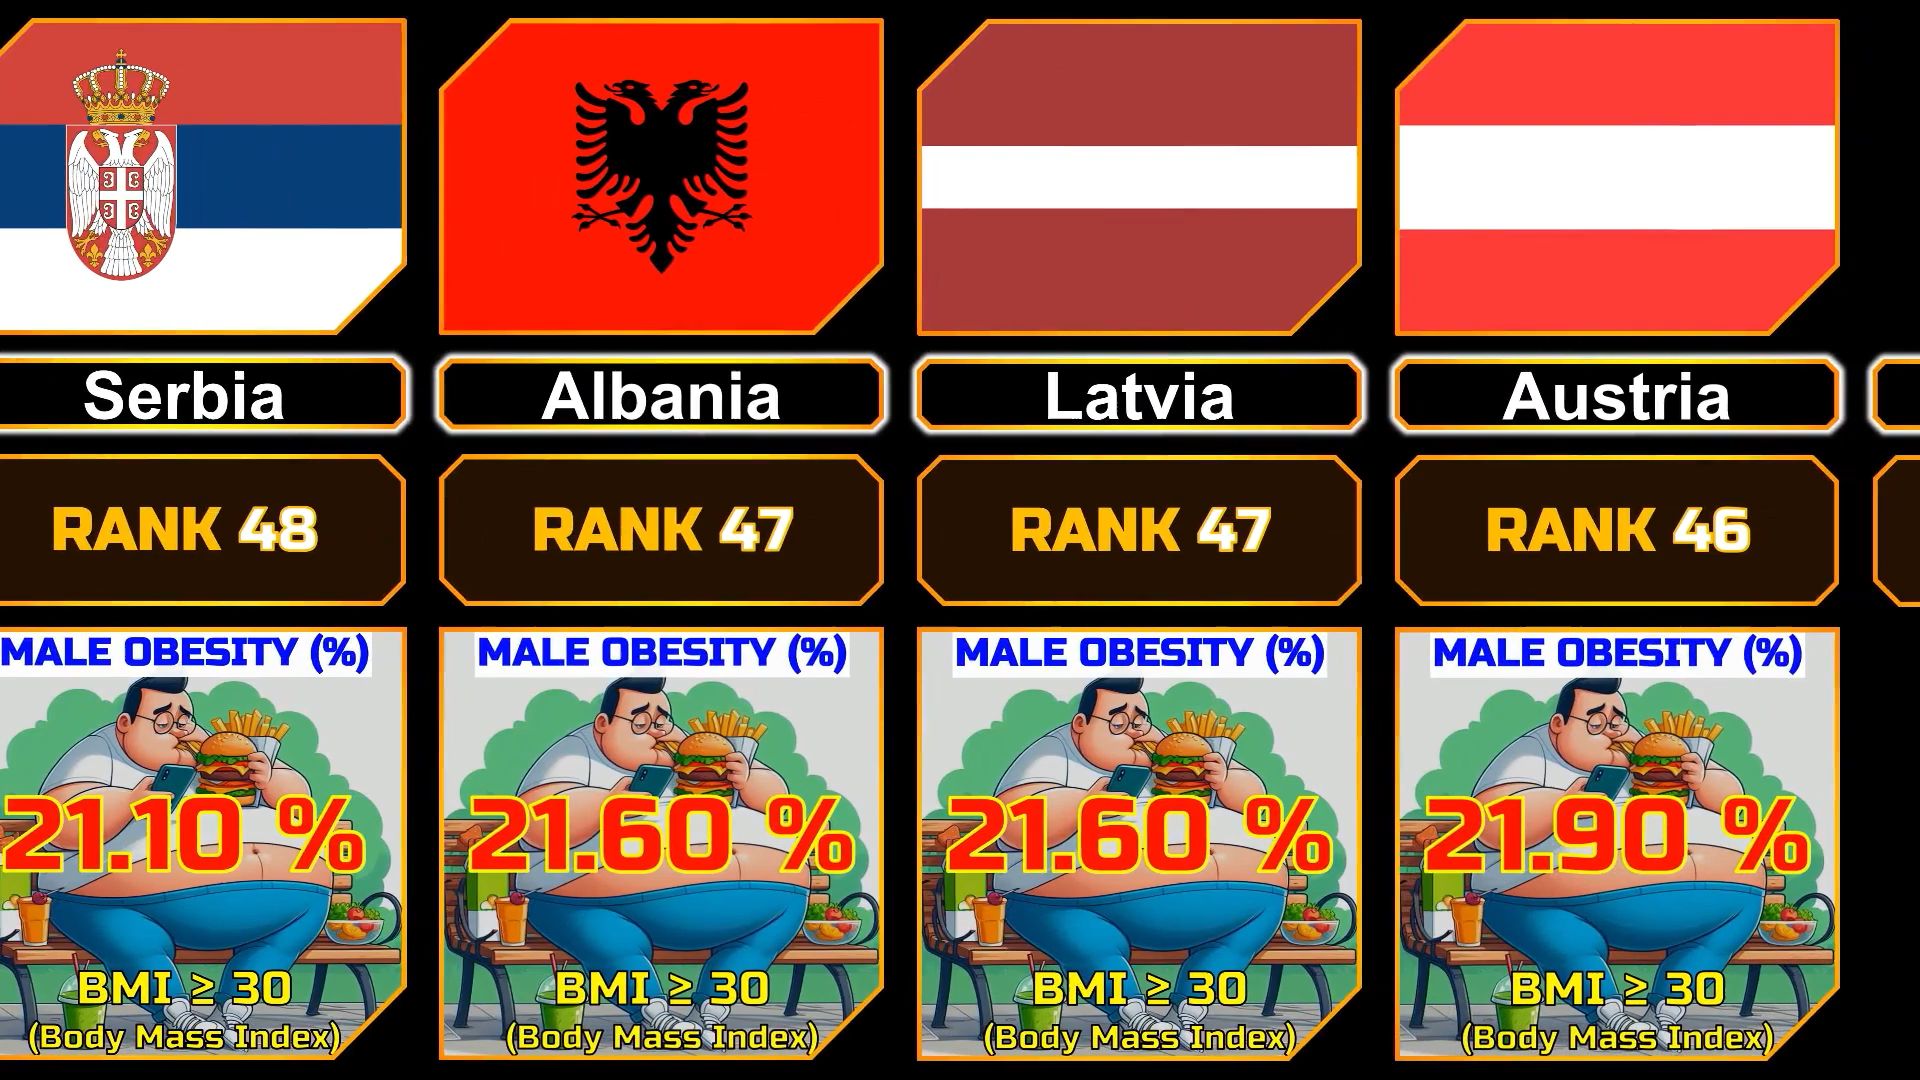 Serbia
Albania
Latvia
Austria
RANK 48
RANK 47
RANK 47
RANK 46
MALE OBESITY (%)
MALE OBESITY (%)
MALE OBESITY (%)
MALE OBESITY (%)
21.10 %
21.60 %
21.60 %
21.90 %
BMI ≥ 30
BMI ≥ 30
BMI ≥ 30
BMI ≥ 30
(Body Mass Index)
(Body Mass Index)
(Body Mass Index)
(Body Mass Index)